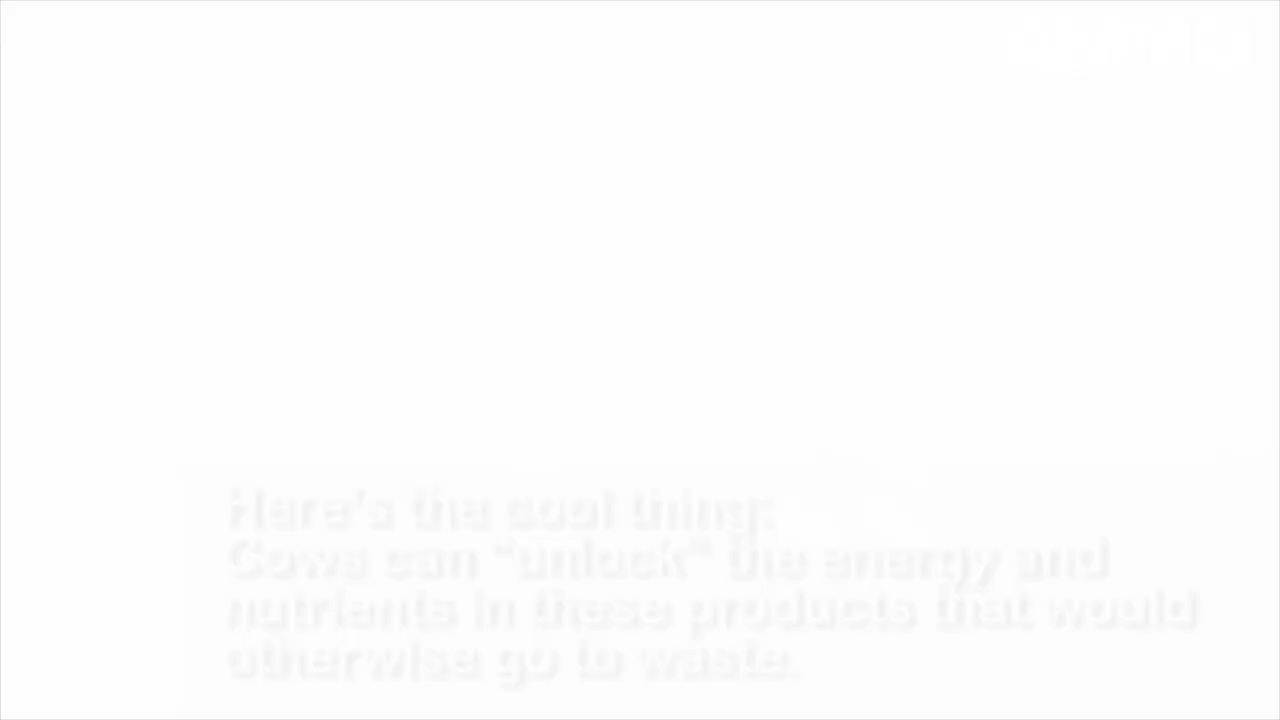 Here's the cool thing:
Cows can "unlock" the energy and
nutrients in these products that would
otherwise go to waste.